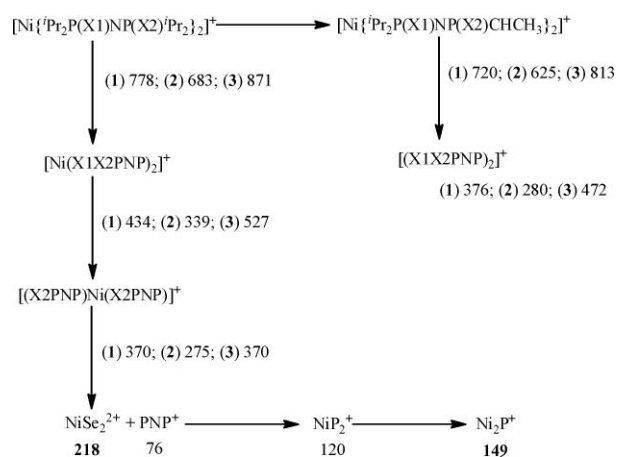 [Ni{ⁱPr₂P(X1)NP(X2)ⁱPr₂}₂]⁺
[Ni{ⁱPr₂P(X1)NP(X2)CHCH₃}₂]⁺
(1) 778; (2) 683; (3) 871
(1) 720; (2) 625; (3) 813
[Ni(X1X2PNP)₂]⁺
[(X1X2PNP)₂]⁺
(1) 376; (2) 280; (3) 472
(1) 434; (2) 339; (3) 527
[(X2PNP)Ni(X2PNP)]⁺
(1) 370; (2) 275; (3) 370
NiSe₂²⁺ + PNP⁺
NiP₂⁺
Ni₂P⁺
218
76
120
149